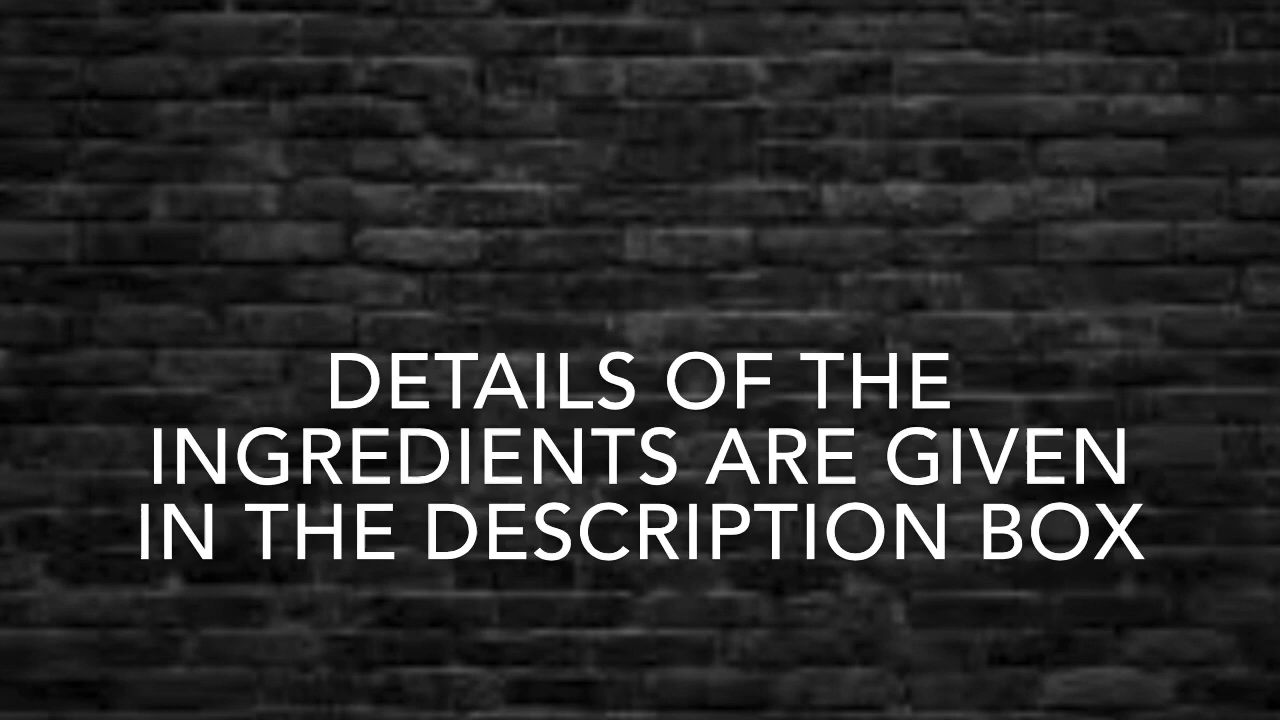 DETAILS OF THE
INGREDIENTS ARE GIVEN
IN THE DESCRIPTION BOX